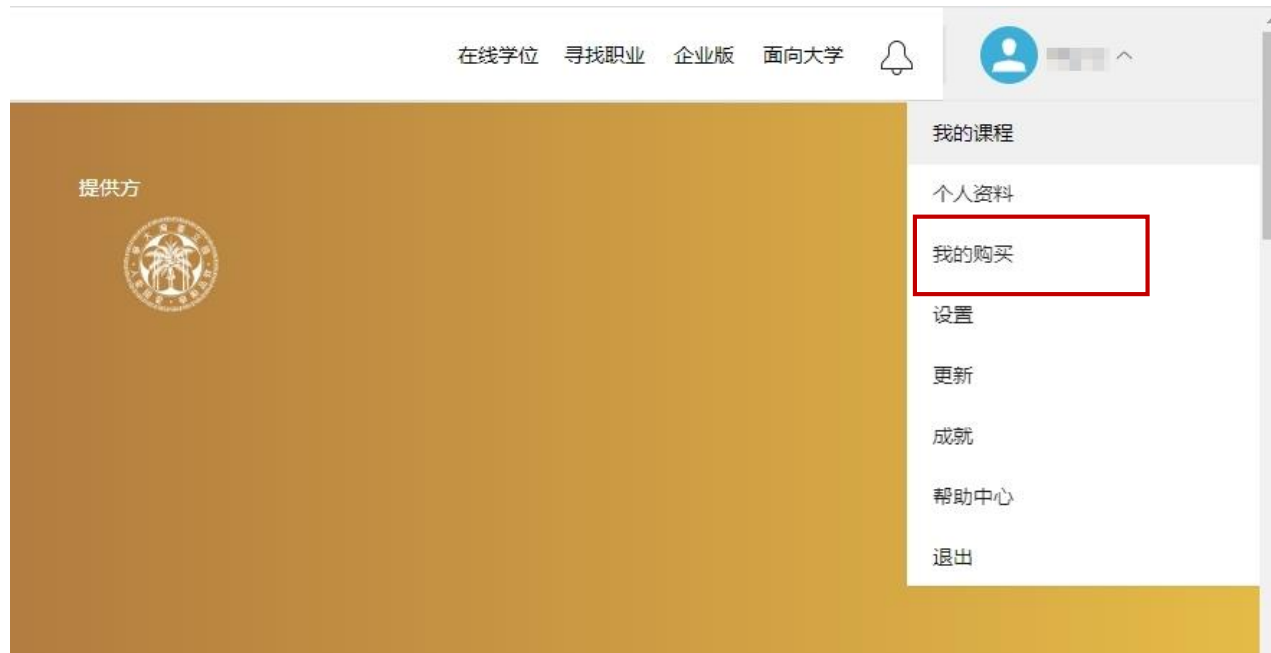 在线学位 寻找职业 企业版 面向大学
我的课程
提供方
个人资料
我的购买
设置
更新
成就
帮助中心
退出